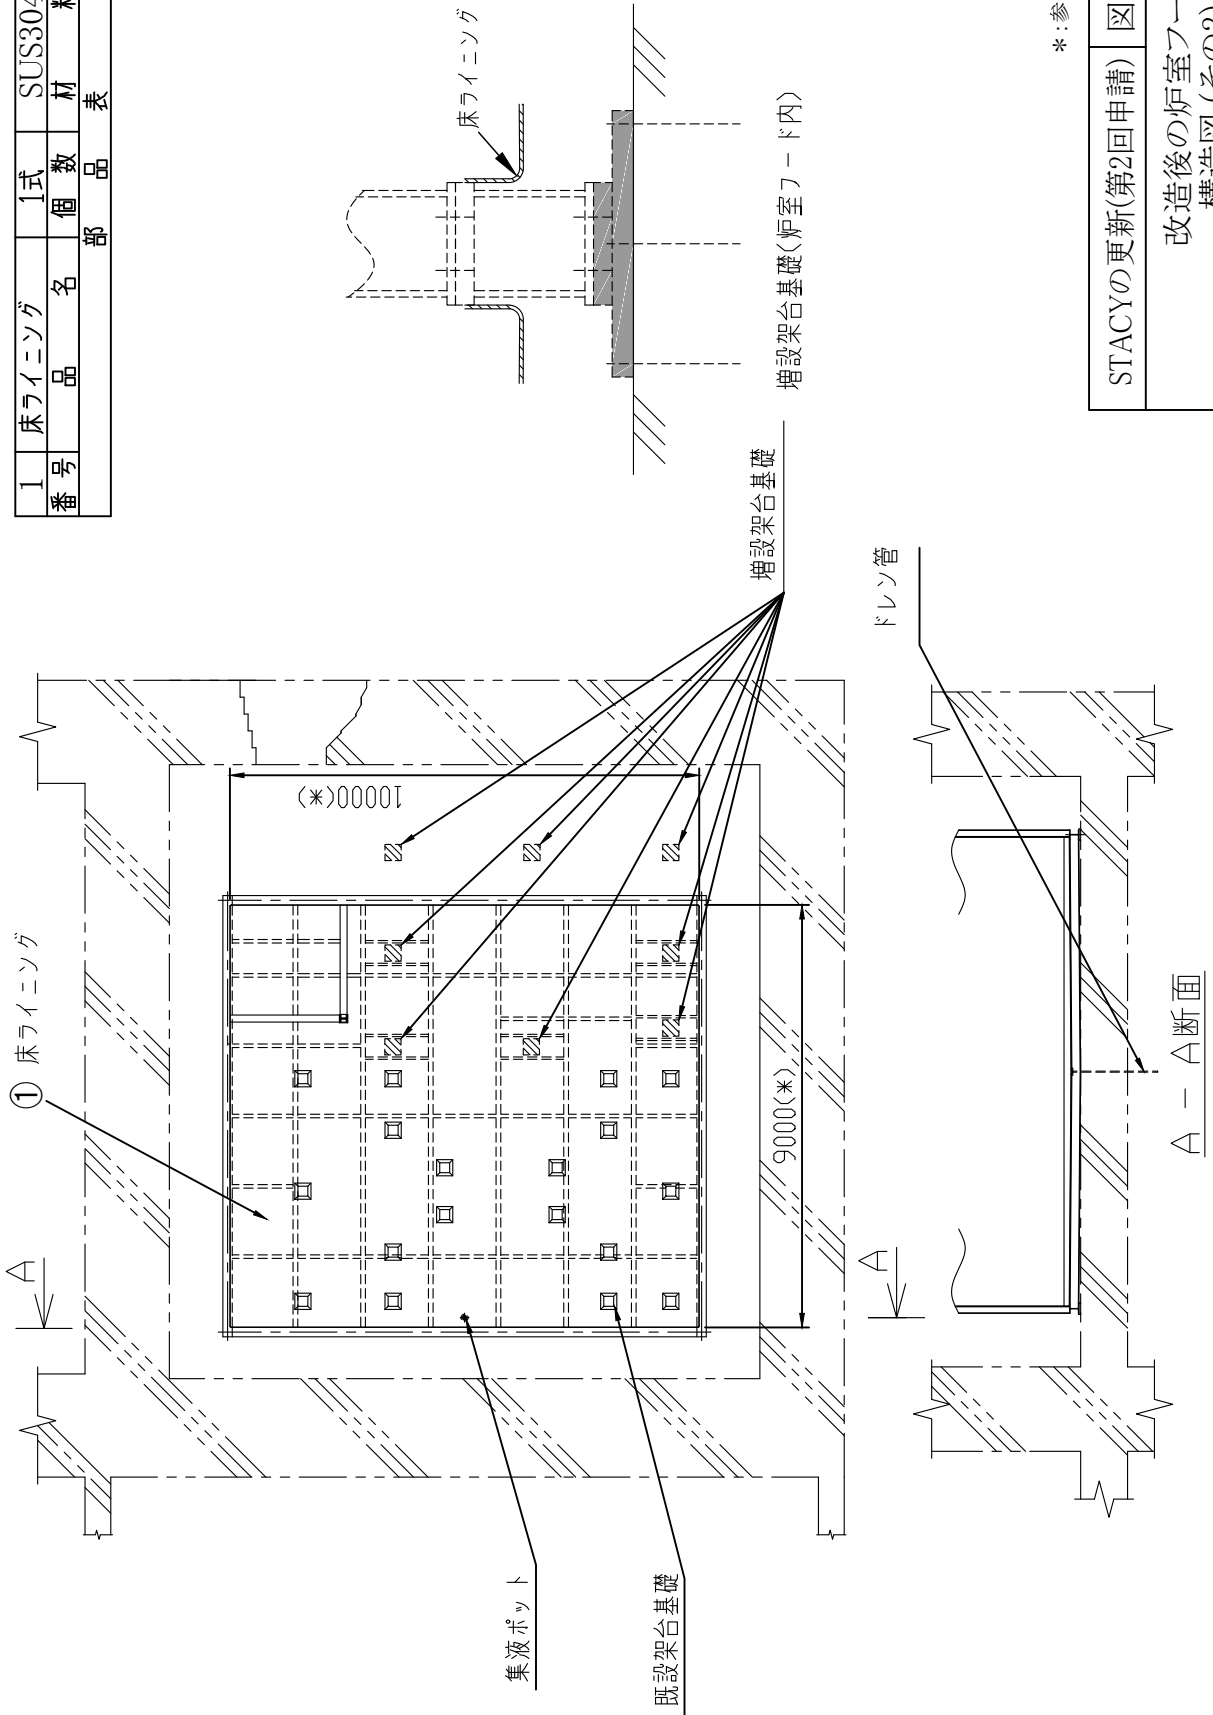 ① 床ライニング
A
10000(*)
9000(*)
増設架台基礎
集液ポット
既設架台基礎
A
ドレン管
A － A断面
1 床ライニング 1式 SUS304
番号 品 名 個 数 材 料
部 品 表
床ライニング
増設架台基礎(炉室フード内)
*:参
STACYの更新(第2回申請) 図
改造後の炉室フー
構造図 (その2)